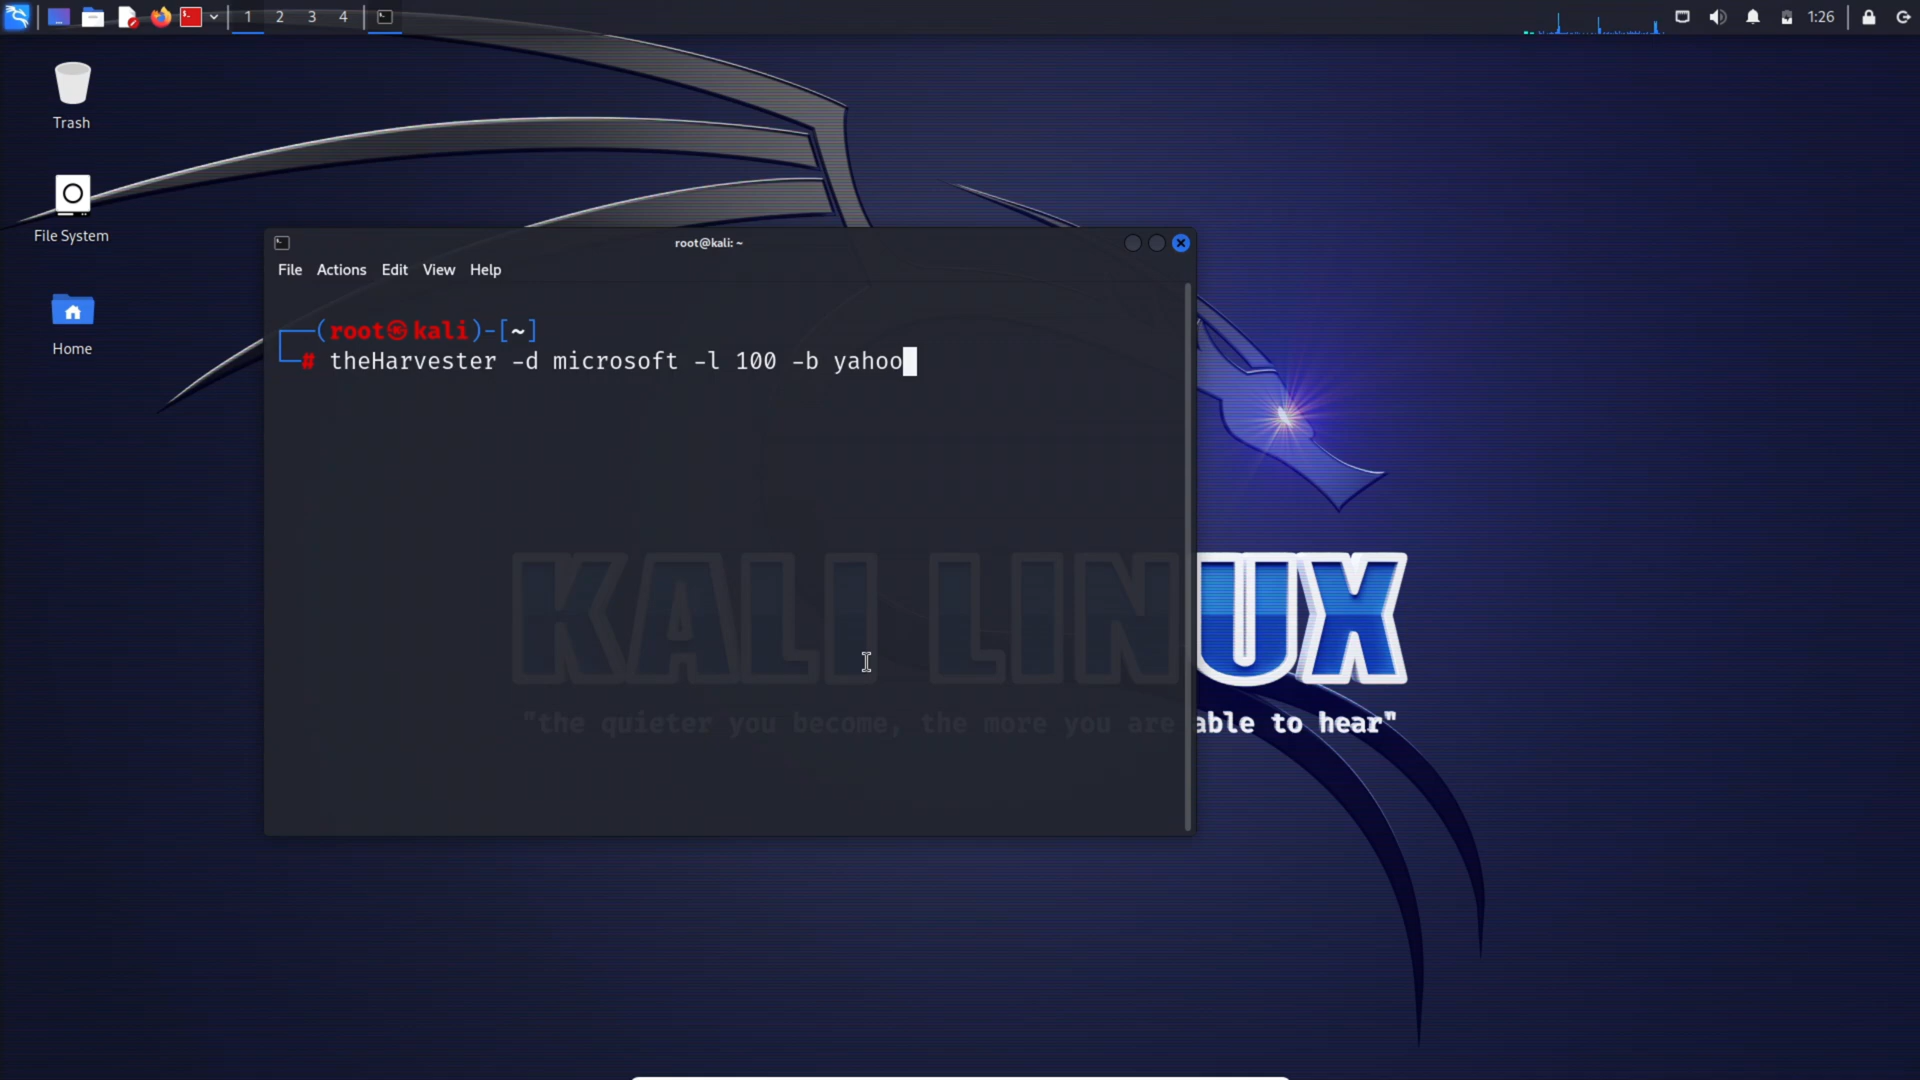 1 2 3 4
1:26
Trash
File System
Home
root@kali: ~
File Actions Edit View Help
(root㉿kali)-[~]
# theHarvester -d microsoft -l 100 -b yahoo
KALI LINUX
"the quieter you become, the more you are able to hear"